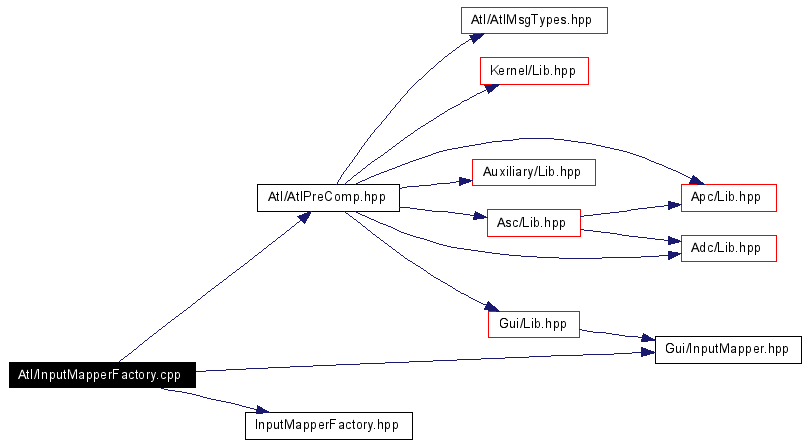 Atl/AtlMsgTypes.hpp
Kernel/Lib.hpp
Auxiliary/Lib.hpp
Atl/AtlPreComp.hpp
Apc/Lib.hpp
Asc/Lib.hpp
Adc/Lib.hpp
Gui/Lib.hpp
Gui/InputMapper.hpp
Atl/InputMapperFactory.cpp
InputMapperFactory.hpp